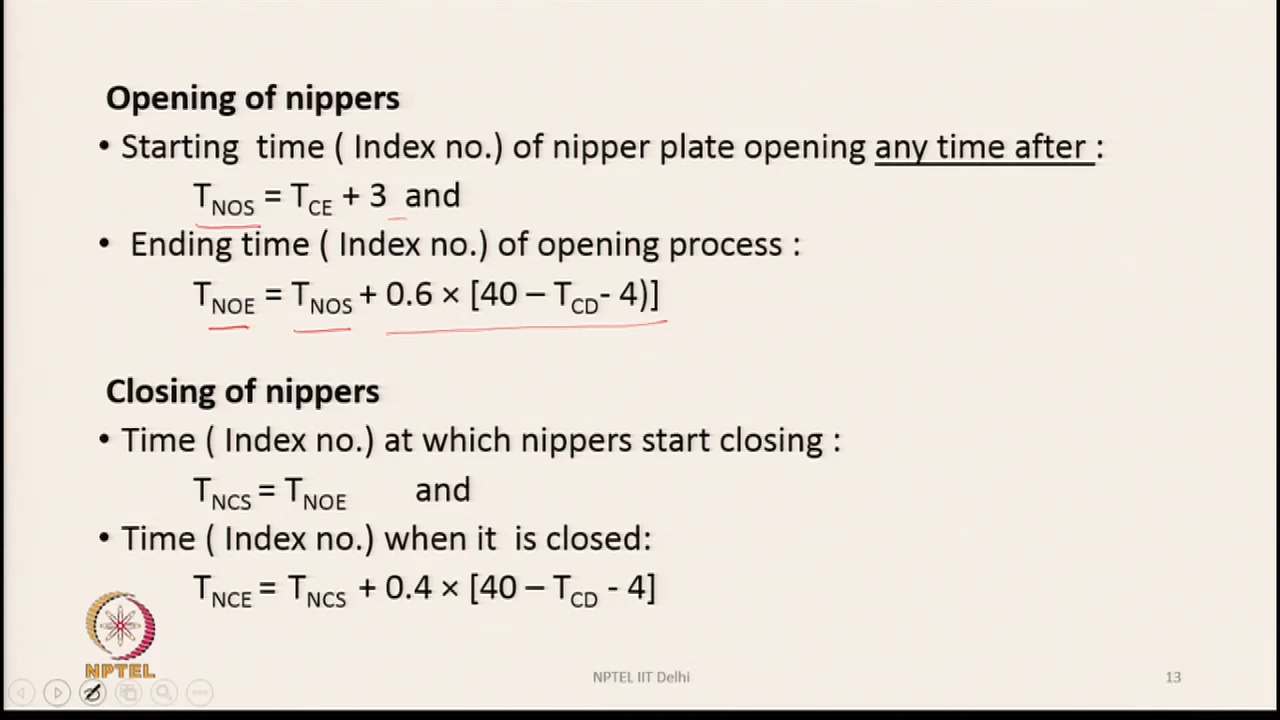 Opening of nippers
• Starting time ( Index no.) of nipper plate opening any time after :
T_NOS = T_CE + 3 and
• Ending time ( Index no.) of opening process :
T_NOE = T_NOS + 0.6 × [40 – T_CD- 4)]
Closing of nippers
• Time ( Index no.) at which nippers start closing :
T_NCS = T_NOE and
• Time ( Index no.) when it is closed:
T_NCE = T_NCS + 0.4 × [40 – T_CD - 4]
NPTEL
NPTEL IIT Delhi
13